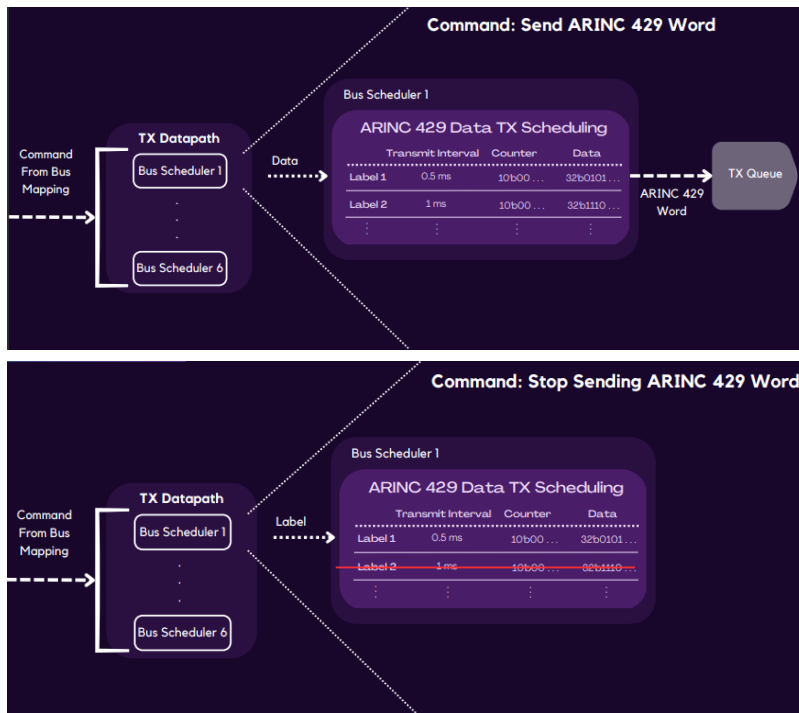 Command: Send ARINC 429 Word
Bus Scheduler 1
TX Datapath
ARINC 429 Data TX Scheduling
Command
From Bus
Mapping
Bus Scheduler 1
Data
Transmit Interval Counter Data
Label 1 0.5 ms 10b00 ... 32b0101 ...
TX Queue
ARINC 429
Word
Label 2 1 ms 10b00 ... 32b1110 ...
Bus Scheduler 6
Command: Stop Sending ARINC 429 Word
Bus Scheduler 1
TX Datapath
ARINC 429 Data TX Scheduling
Command
From Bus
Mapping
Bus Scheduler 1
Label
Transmit Interval Counter Data
Label 1 0.5 ms 10b00 ... 32b0101 ...
Label 2 1 ms 10b00 ... 32b1110 ...
Bus Scheduler 6